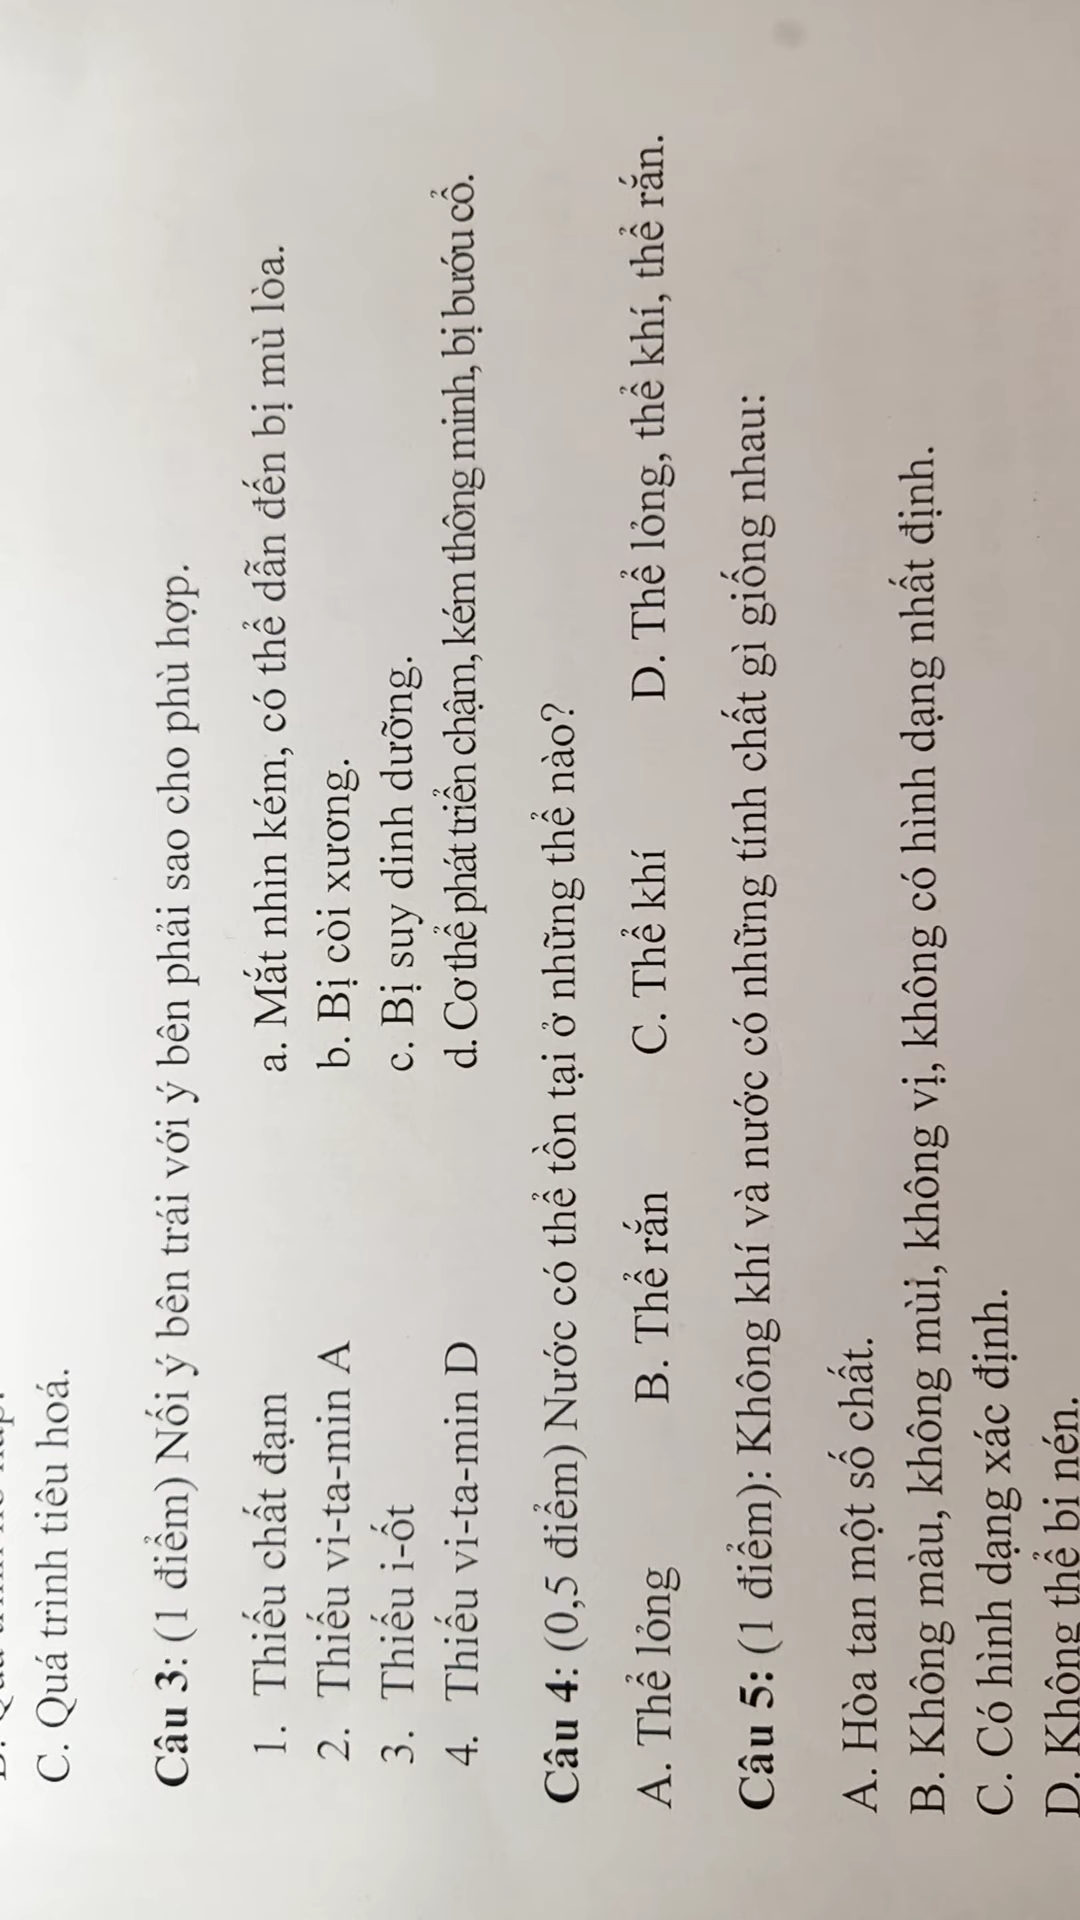 C. Quá trình tiêu hoá.
Câu 3: (1 điểm) Nối ý bên trái với ý bên phải sao cho phù hợp.
1. Thiếu chất đạm a. Mắt nhìn kém, có thể dẫn đến bị mù lòa.
2. Thiếu vi-ta-min A b. Bị còi xương.
3. Thiếu i-ốt c. Bị suy dinh dưỡng.
4. Thiếu vi-ta-min D d. Cơ thể phát triển chậm, kém thông minh, bị bướu cổ.
Câu 4: (0,5 điểm) Nước có thể tồn tại ở những thể nào?
A. Thể lỏng B. Thể rắn C. Thể khí D. Thể lỏng, thể khí, thể rắn.
Câu 5: (1 điểm): Không khí và nước có những tính chất gì giống nhau:
A. Hòa tan một số chất.
B. Không màu, không mùi, không vị, không có hình dạng nhất định.
C. Có hình dạng xác định.
D. Không thể bị nén.